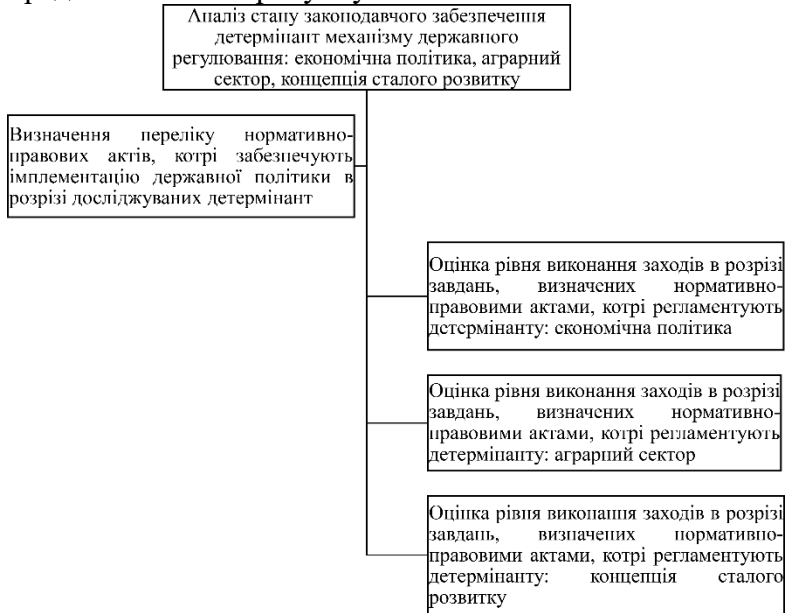 Аналіз стану законодавчого забезпечення
детермінант механізму державного
регулювання: економічна політика, аграрний
сектор, концепція сталого розвитку
Визначення переліку нормативно-
правових актів, котрі забезпечують
імплементацію державної політики в
розрізі досліджуваних детермінант
Оцінка рівня виконання заходів в розрізі
завдань, визначених нормативно-
правовими актами, котрі регламентують
детермінанту: економічна політика
Оцінка рівня виконання заходів в розрізі
завдань, визначених нормативно-
правовими актами, котрі регламентують
детермінанту: аграрний сектор
Оцінка рівня виконання заходів в розрізі
завдань, визначених нормативно-
правовими актами, котрі регламентують
детермінанту: концепція сталого
розвитку